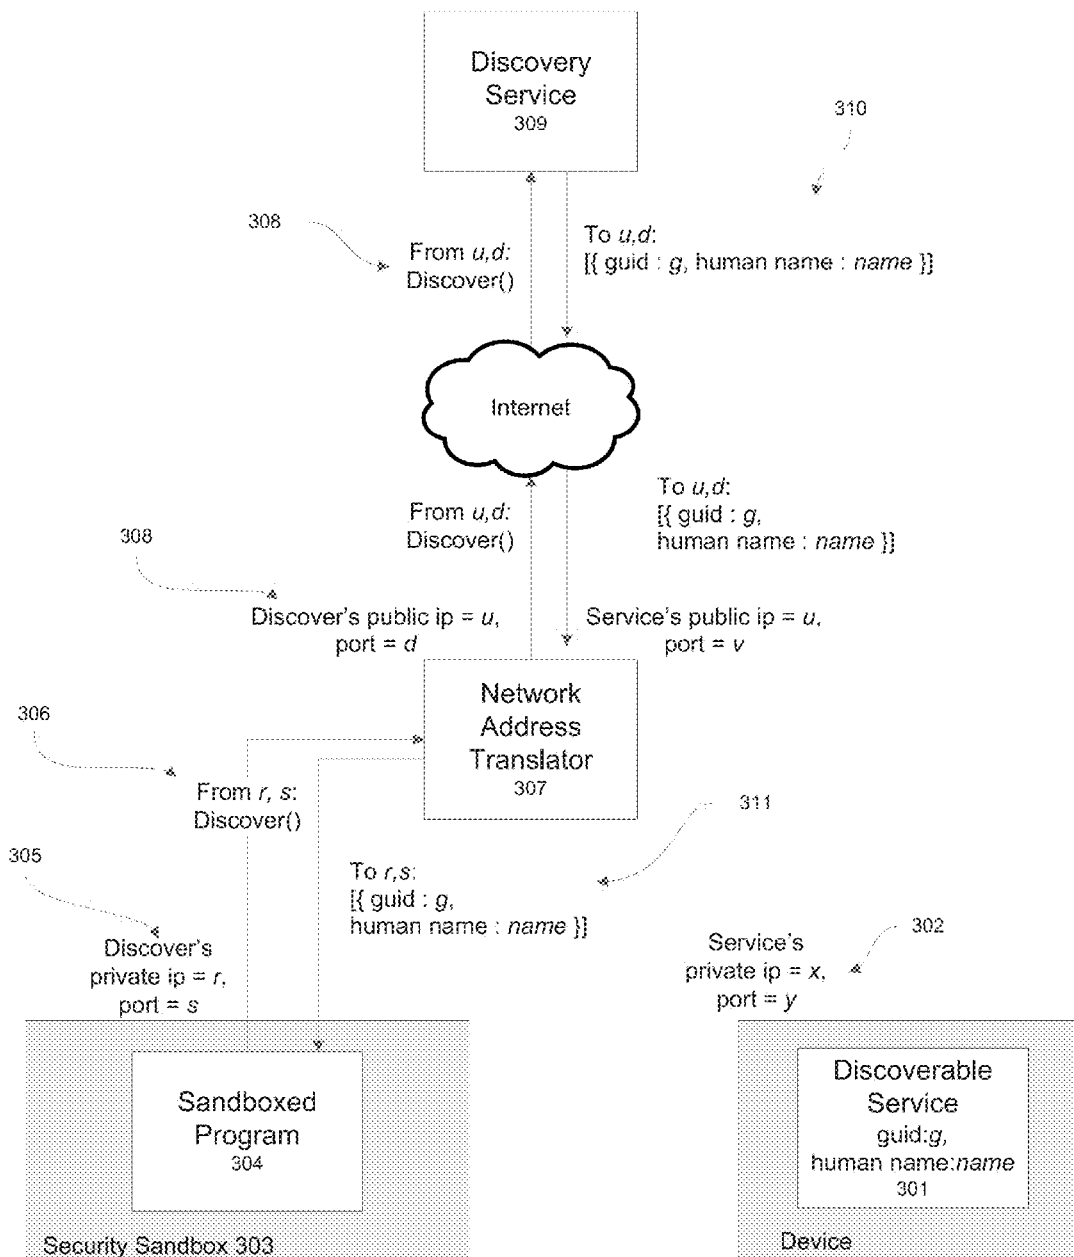 Discovery
Service
309
310
308
From u,d:
Discover()
To u,d:
[{ guid : g, human name : name }]
Internet
From u,d:
Discover()
To u,d:
[{ guid : g,
human name : name }]
308
Discover's public ip = u,
port = d
Service's public ip = u,
port = v
Network
Address
Translator
307
306
From r, s:
Discover()
311
To r,s:
[{ guid : g,
human name : name }]
305
Discover's
private ip = r,
port = s
302
Service's
private ip = x,
port = y
Sandboxed
Program
304
Security Sandbox 303
Discoverable
Service
guid:g,
human name:name
301
Device